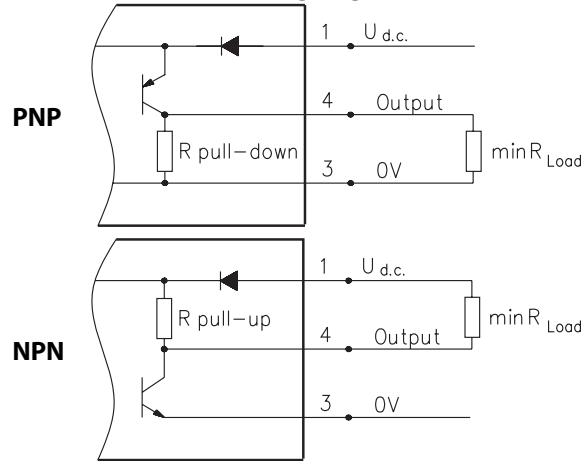 1 U d.c.
4 Output
PNP
R pull-down
min R Load
3 0V
1 U d.c.
R pull-up
min R Load
4 Output
NPN
3 0V